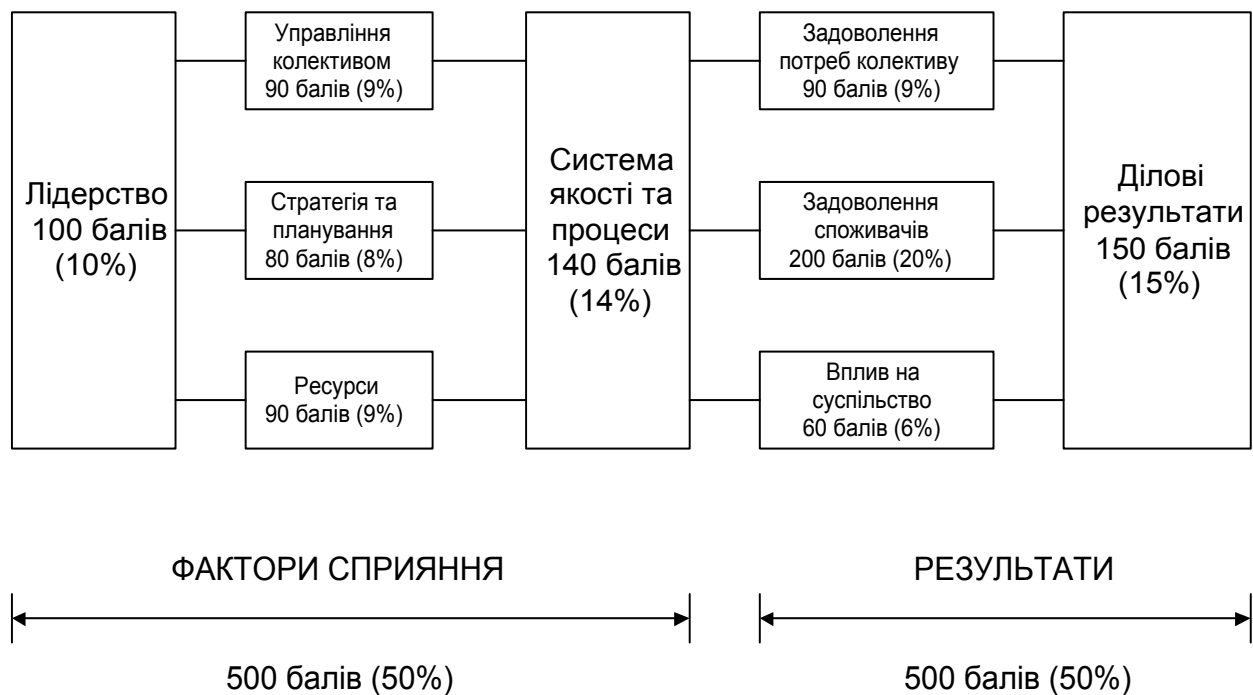 Лідерство
100 балів
(10%)
Управління
колективом
90 балів (9%)
Стратегія та
планування
80 балів (8%)
Ресурси
90 балів (9%)
Система
якості та
процеси
140 балів
(14%)
Задоволення
потреб колективу
90 балів (9%)
Задоволення
споживачів
200 балів (20%)
Вплив на
суспільство
60 балів (6%)
Ділові
результати
150 балів
(15%)
ФАКТОРИ СПРИЯННЯ
500 балів (50%)
РЕЗУЛЬТАТИ
500 балів (50%)